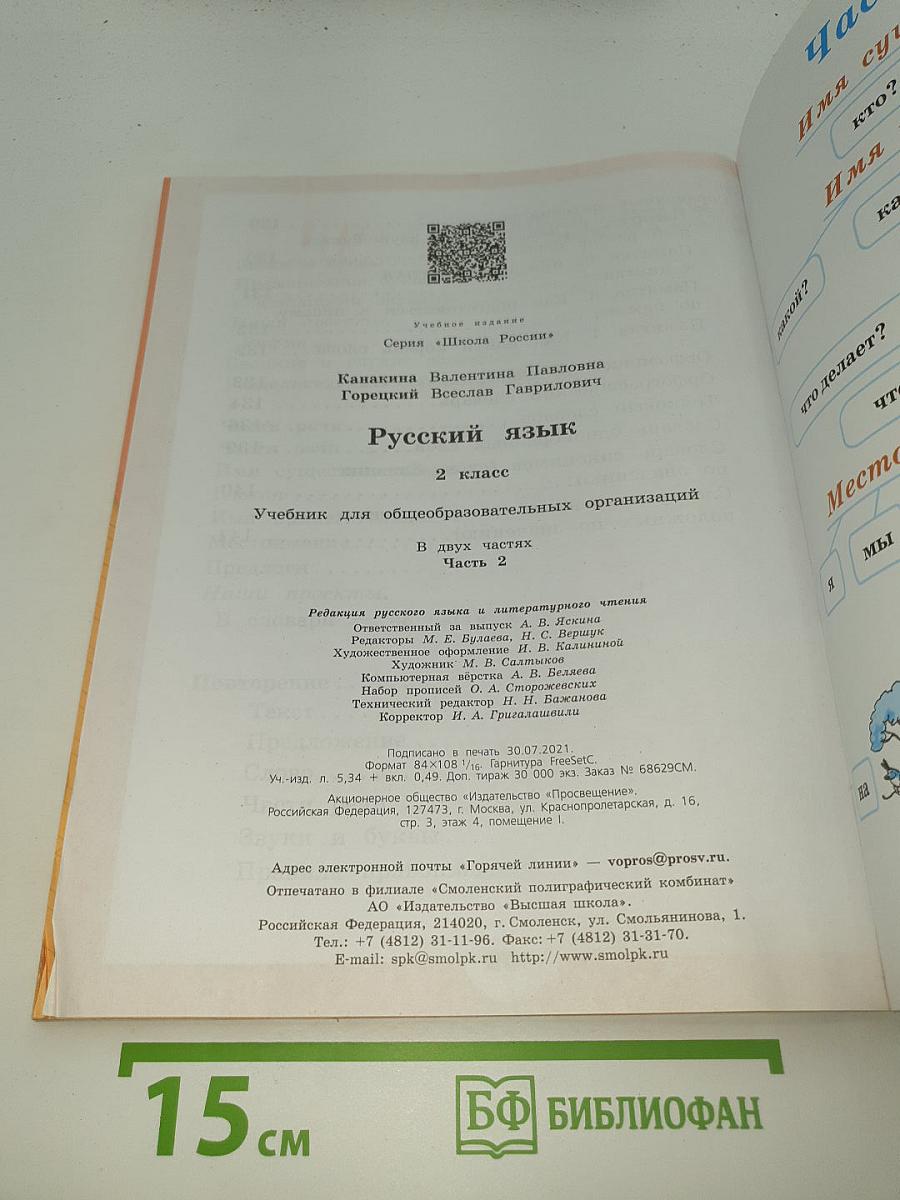 Учебное издание
Серия «Школа России»
Канакина Валентина Павловна
Горецкий Всеслав Гаврилович
Русский язык
2 класс
Учебник для общеобразовательных организаций
В двух частях
Часть 2
Редакция русского языка и литературного чтения
Ответственный за выпуск А. В. Яскина
Редакторы М. Е. Булаева, Н. С. Вершук
Художественное оформление И. В. Калининой
Художник М. В. Салтыков
Компьютерная вёрстка А. В. Беляева
Набор прописей О. А. Сторожевских
Технический редактор Н. Н. Бажанова
Корректор И. А. Григалашвили
Подписано в печать 30.07.2021.
Формат 84×108 1/16. Гарнитура FreeSetC.
Уч.-изд. л. 5,34 + вкл. 0,49. Доп. тираж 30 000 экз. Заказ № 68629СМ.
Акционерное общество «Издательство «Просвещение».
Российская Федерация, 127473, г. Москва, ул. Краснопролетарская, д. 16,
стр. 3, этаж 4, помещение I.
Адрес электронной почты «Горячей линии» — vopros@prosv.ru.
Отпечатано в филиале «Смоленский полиграфический комбинат»
АО «Издательство «Высшая школа».
Российская Федерация, 214020, г. Смоленск, ул. Смольянинова, 1.
Тел.: +7 (4812) 31-11-96. Факс: +7 (4812) 31-31-70.
E-mail: spk@smolpk.ru http://www.smolpk.ru
Имя
кто?
Имя
какой?
что делает?
я
мы
на
15 см
БФ БИБЛИОФАН